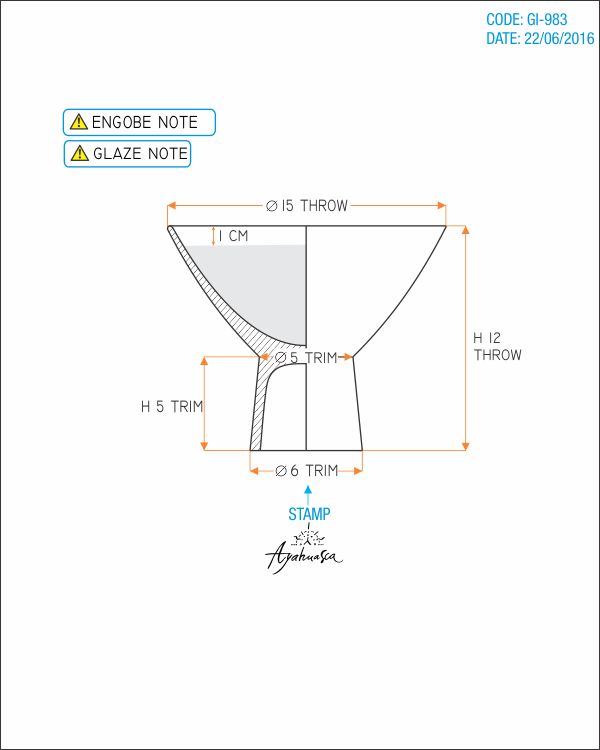 CODE: GI-983
DATE: 22/06/2016
ENGOBE NOTE
GLAZE NOTE
Ø 15 THROW
1 CM
H 12
THROW
Ø 5 TRIM
H 5 TRIM
Ø 6 TRIM
STAMP
Ayahuasca